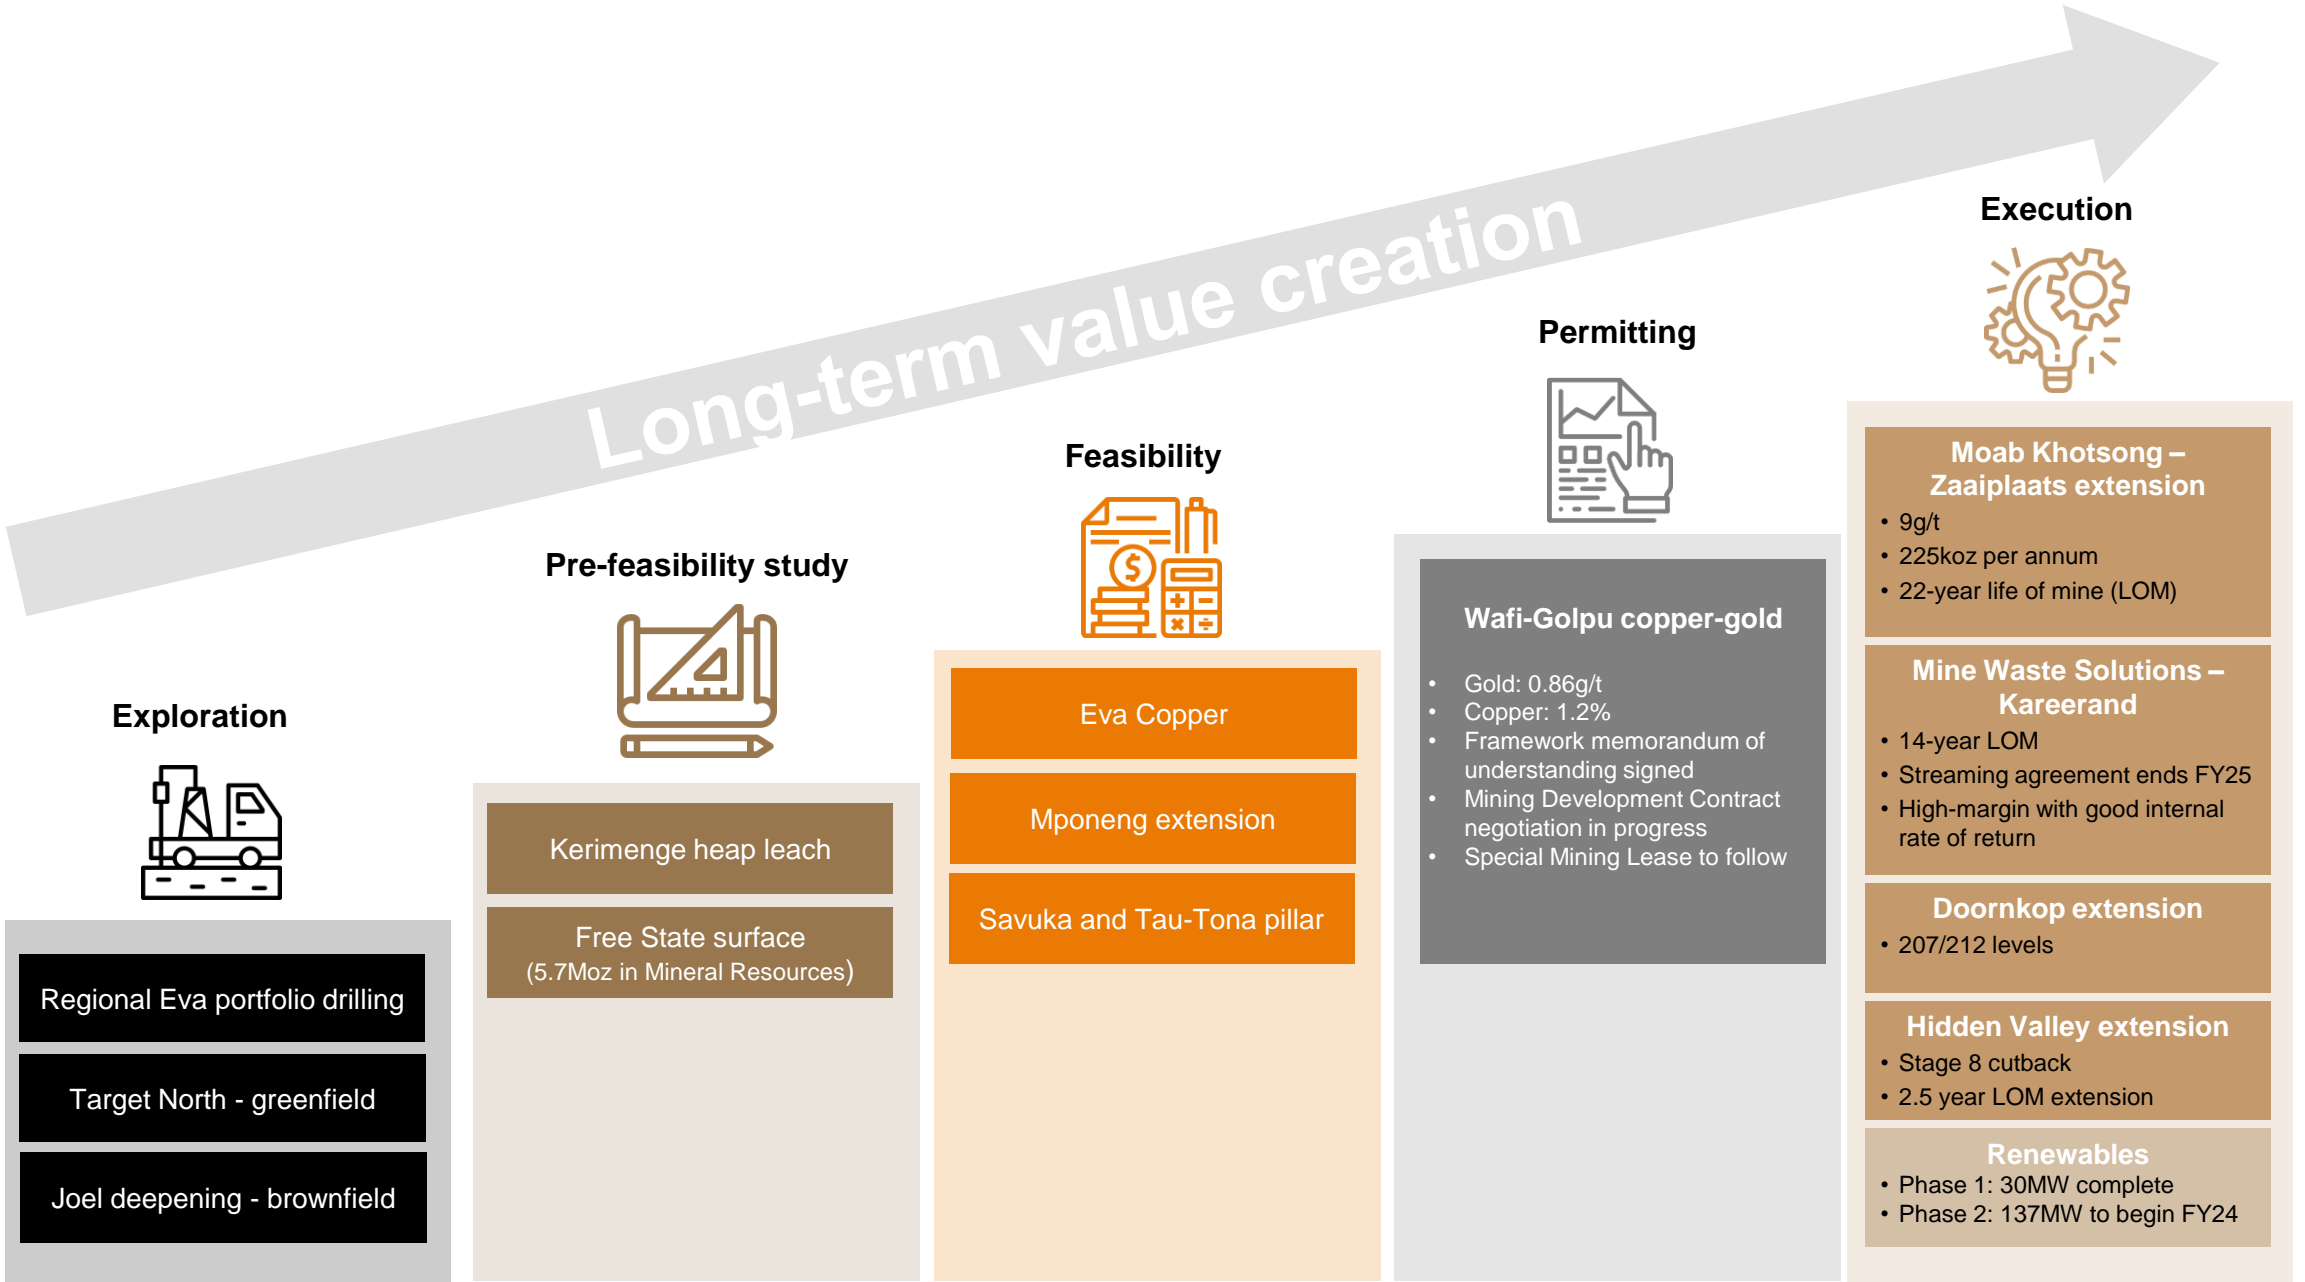 Long-term value creation
Exploration
Regional Eva portfolio drilling
Target North - greenfield
Joel deepening - brownfield
Pre-feasibility study
Kerimenge heap leach
Free State surface
(5.7Moz in Mineral Resources)
Feasibility
Eva Copper
Mponeng extension
Savuka and Tau-Tona pillar
Permitting
Wafi-Golpu copper-gold
• Gold: 0.86g/t
• Copper: 1.2%
• Framework memorandum of
understanding signed
• Mining Development Contract
negotiation in progress
• Special Mining Lease to follow
Execution
Moab Khotsong –
Zaaiplaats extension
• 9g/t
• 225koz per annum
• 22-year life of mine (LOM)
Mine Waste Solutions –
Kareerand
• 14-year LOM
• Streaming agreement ends FY25
• High-margin with good internal
rate of return
Doornkop extension
• 207/212 levels
Hidden Valley extension
• Stage 8 cutback
• 2.5 year LOM extension
Renewables
• Phase 1: 30MW complete
• Phase 2: 137MW to begin FY24